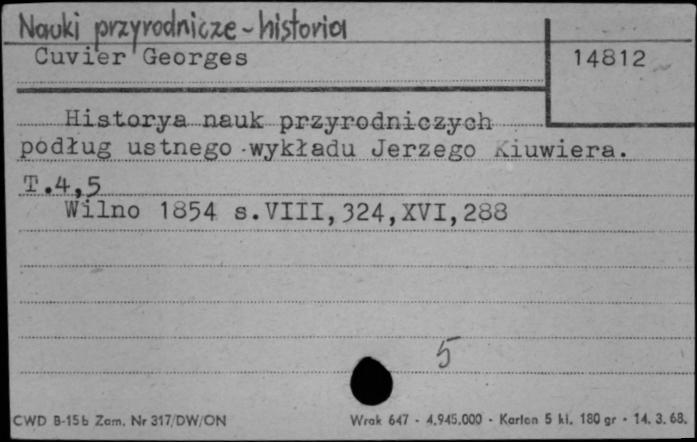 Nauki przyrodnicze - historia
Cuvier Georges
14812
Historya nauk przyrodniczych
podług ustnego wykładu Jerzego Kiuwiera.
T.4,5
Wilno 1854 s.VIII,324,XVI,288
5
CWD B-15b Zam. Nr 317/DW/ON
Wrak 647 - 4.945.000 - Karton 5 kl. 180 gr - 14. 3. 68.